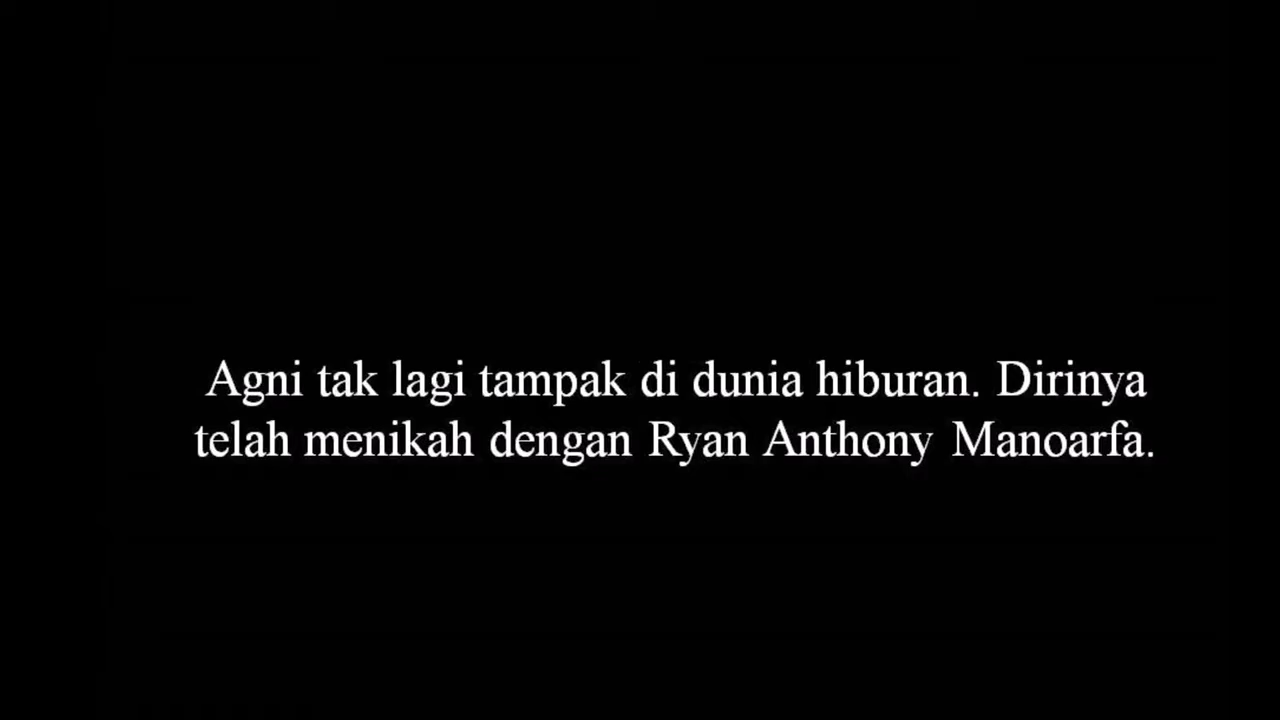 Agni tak lagi tampak di dunia hiburan. Dirinya
telah menikah dengan Ryan Anthony Manoarfa.